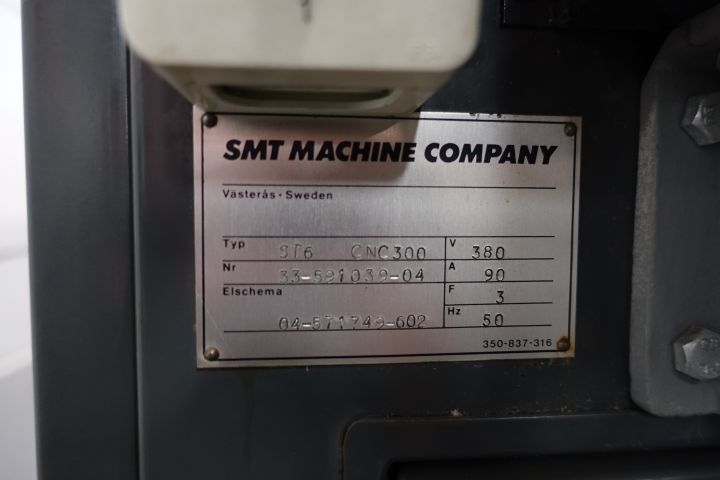 SMT MACHINE COMPANY
Västerås · Sweden
Typ ST6 CNC300 V 380
Nr 33-591039-04 A 90
Elschema F 3
04-571749-602 Hz 50
350-837-316